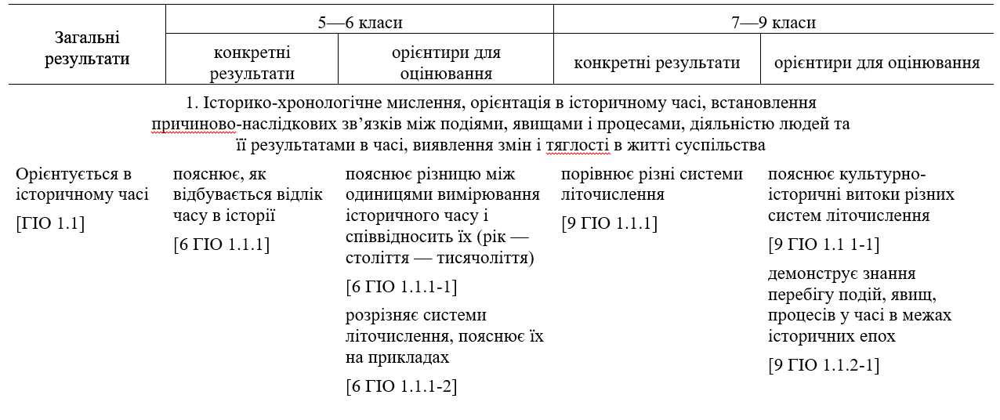 Загальні
результати
5—6 класи
7—9 класи
конкретні
результати
орієнтири для
оцінювання
конкретні результати
орієнтири для оцінювання
1. Історико-хронологічне мислення, орієнтація в історичному часі, встановлення
причиново-наслідкових зв’язків між подіями, явищами і процесами, діяльністю людей та
її результатами в часі, виявлення змін і тяглості в житті суспільства
Орієнтується в
історичному часі
[ГІО 1.1]
пояснює, як
відбувається відлік
часу в історії
[6 ГІО 1.1.1]
пояснює різницю між
одиницями вимірювання
історичного часу і
співвідносить їх (рік —
століття — тисячоліття)
[6 ГІО 1.1.1-1]
розрізняє системи
літочислення, пояснює їх
на прикладах
[6 ГІО 1.1.1-2]
порівнює різні системи
літочислення
[9 ГІО 1.1.1]
пояснює культурно-
історичні витоки різних
систем літочислення
[9 ГІО 1.1 1-1]
демонструє знання
перебігу подій, явищ,
процесів у часі в межах
історичних епох
[9 ГІО 1.1.2-1]